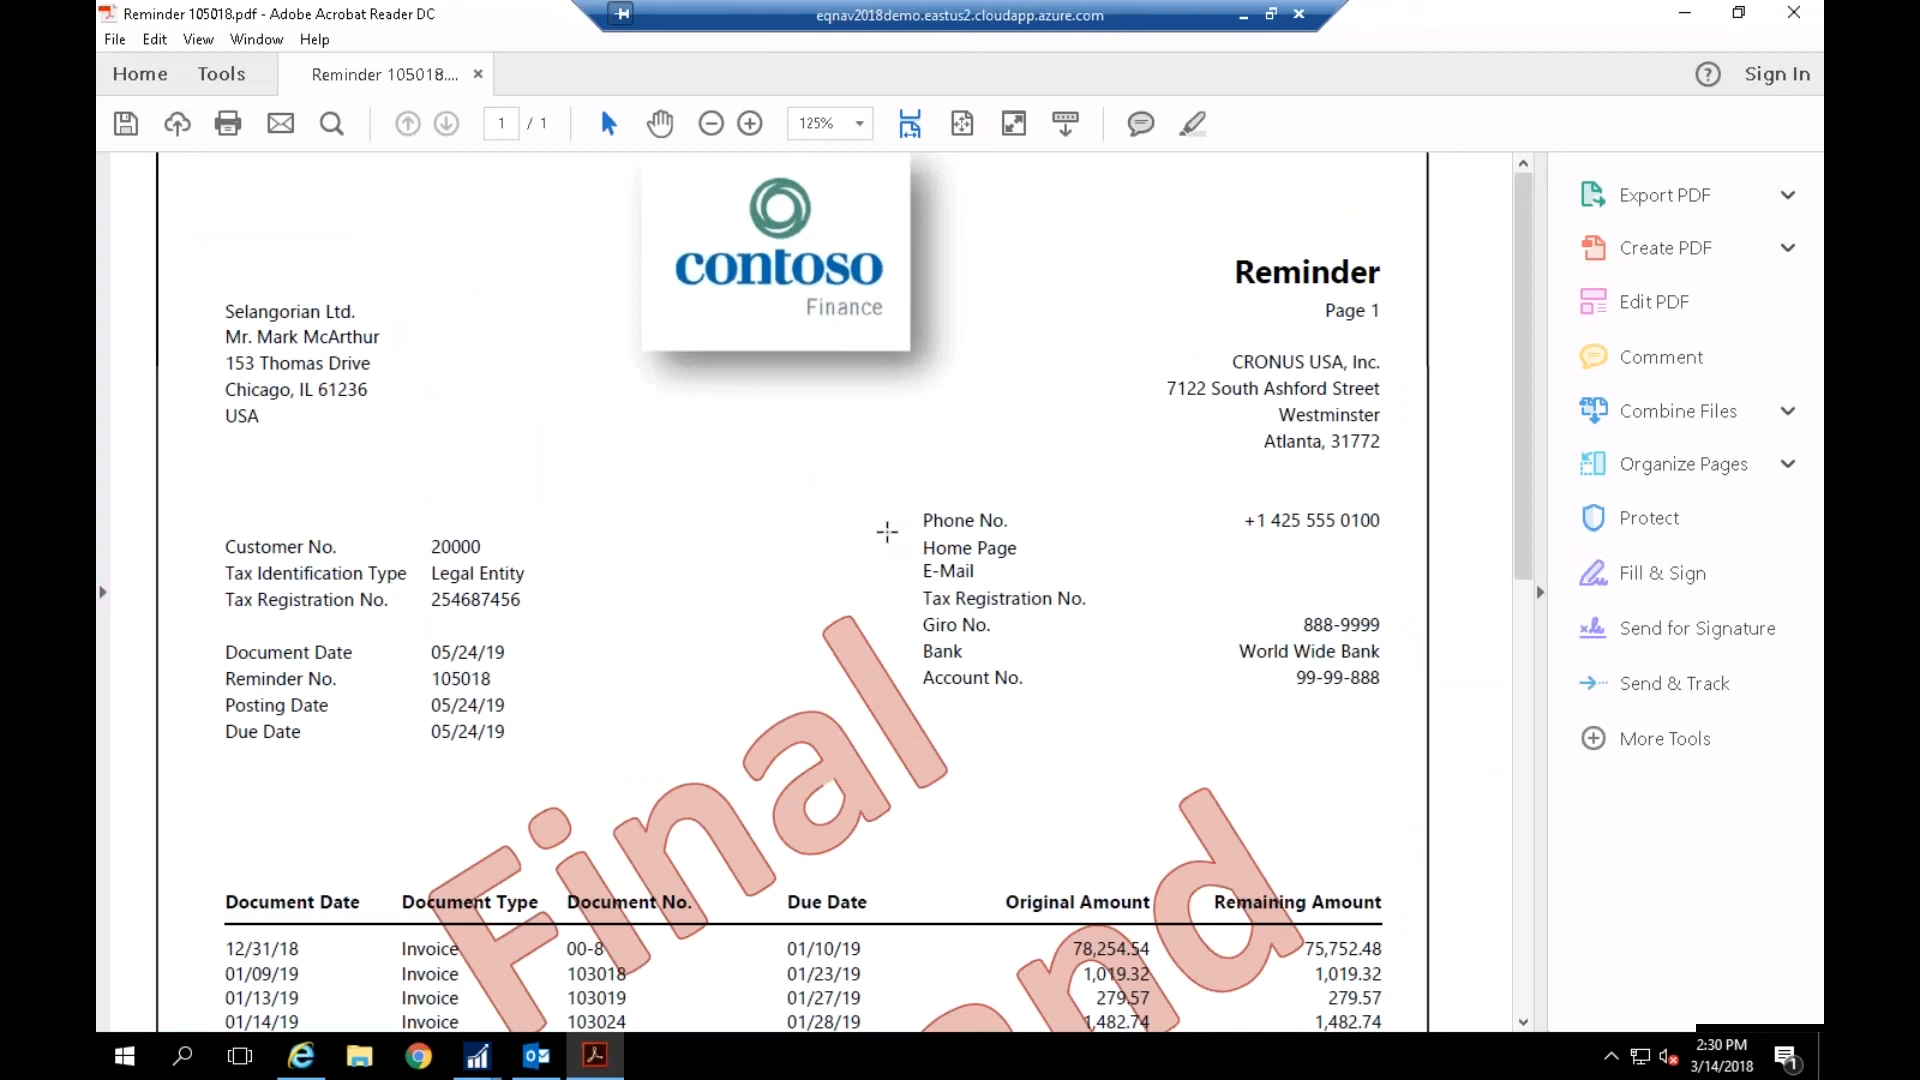 Reminder 105018.pdf - Adobe Acrobat Reader DC
eqnav2018demo.eastus2.cloudapp.azure.com
File Edit View Window Help
Home Tools Reminder 105018.... × ? Sign In
1 / 1 125%
contoso
Finance
Reminder
Page 1
Selangorian Ltd.
Mr. Mark McArthur
153 Thomas Drive
Chicago, IL 61236
USA
CRONUS USA, Inc.
7122 South Ashford Street
Westminster
Atlanta, 31772
Customer No. 20000
Tax Identification Type Legal Entity
Tax Registration No. 254687456
Document Date 05/24/19
Reminder No. 105018
Posting Date 05/24/19
Due Date 05/24/19
Phone No. +1 425 555 0100
Home Page
E-Mail
Tax Registration No.
Giro No. 888-9999
Bank World Wide Bank
Account No. 99-99-888
Final
Document Date Document Type Document No. Due Date Original Amount Remaining Amount
12/31/18 Invoice 00-8 01/10/19 78,254.54 75,752.48
01/09/19 Invoice 103018 01/23/19 1,019.32 1,019.32
01/13/19 Invoice 103019 01/27/19 279.57 279.57
01/14/19 Invoice 103024 01/28/19 1,482.74 1,482.74
Export PDF
Create PDF
Edit PDF
Comment
Combine Files
Organize Pages
Protect
Fill & Sign
Send for Signature
Send & Track
More Tools
2:30 PM
3/14/2018
1